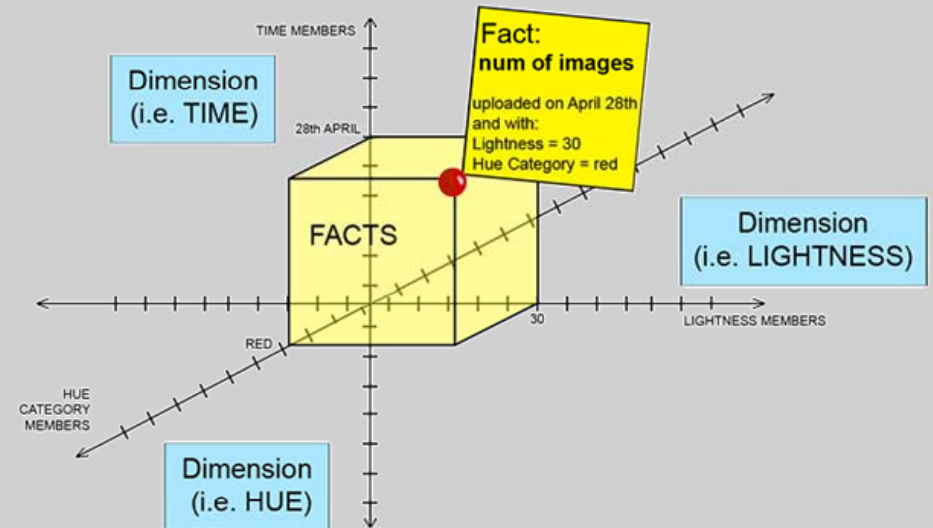 TIME MEMBERS
Fact:
num of images
uploaded on April 28th
and with:
Lightness = 30
Hue Category = red
Dimension
(i.e. TIME)
28th APRIL
FACTS
Dimension
(i.e. LIGHTNESS)
30
LIGHTNESS MEMBERS
RED
HUE
CATEGORY
MEMBERS
Dimension
(i.e. HUE)